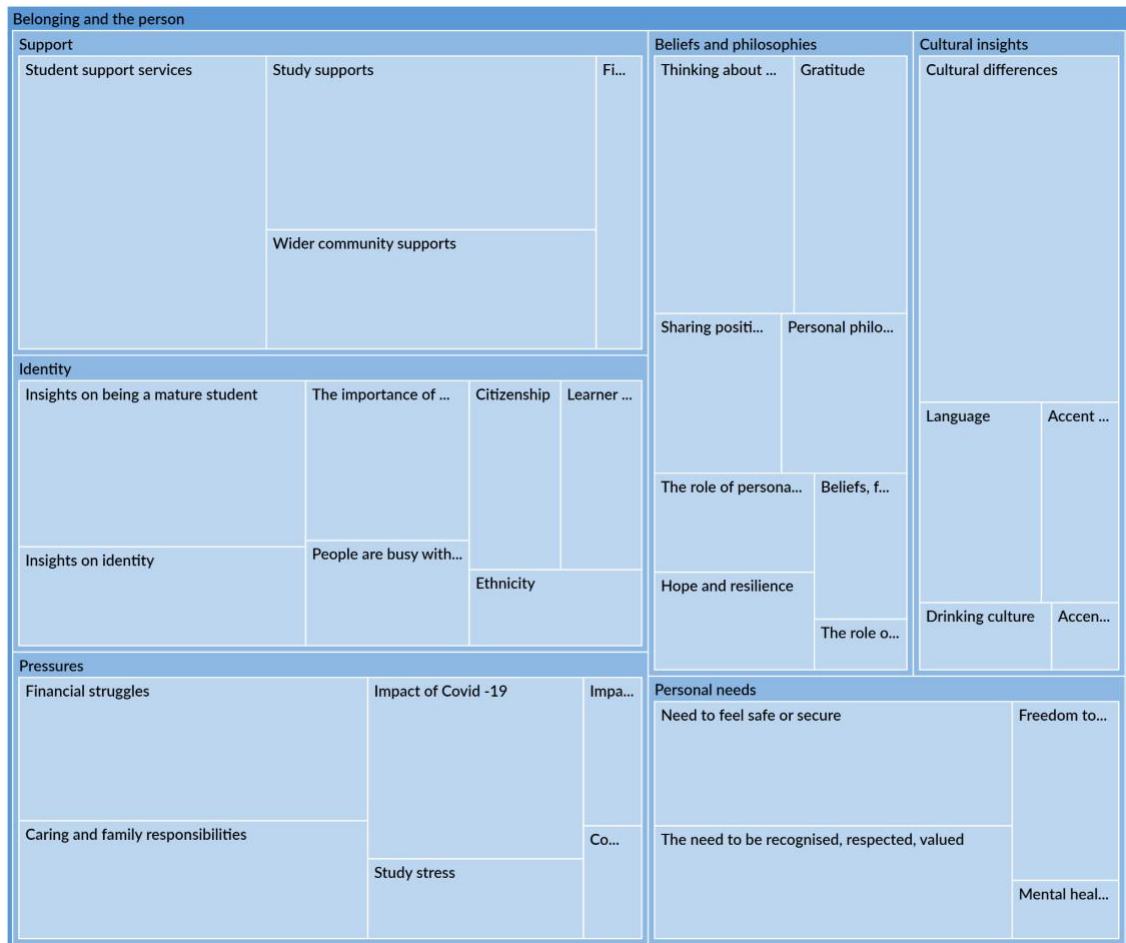 Belonging and the person
Support
Student support services
Study supports
Fi...
Wider community supports
Identity
Insights on being a mature student
The importance of ...
Citizenship
Learner ...
Insights on identity
People are busy with...
Ethnicity
Pressures
Financial struggles
Impact of Covid -19
Impa...
Caring and family responsibilities
Study stress
Co...
Beliefs and philosophies
Thinking about ...
Gratitude
Sharing positi...
Personal philo...
The role of persona...
Beliefs, f...
Hope and resilience
The role o...
Cultural insights
Cultural differences
Language
Accent ...
Drinking culture
Accen...
Personal needs
Need to feel safe or secure
Freedom to...
The need to be recognised, respected, valued
Mental heal...